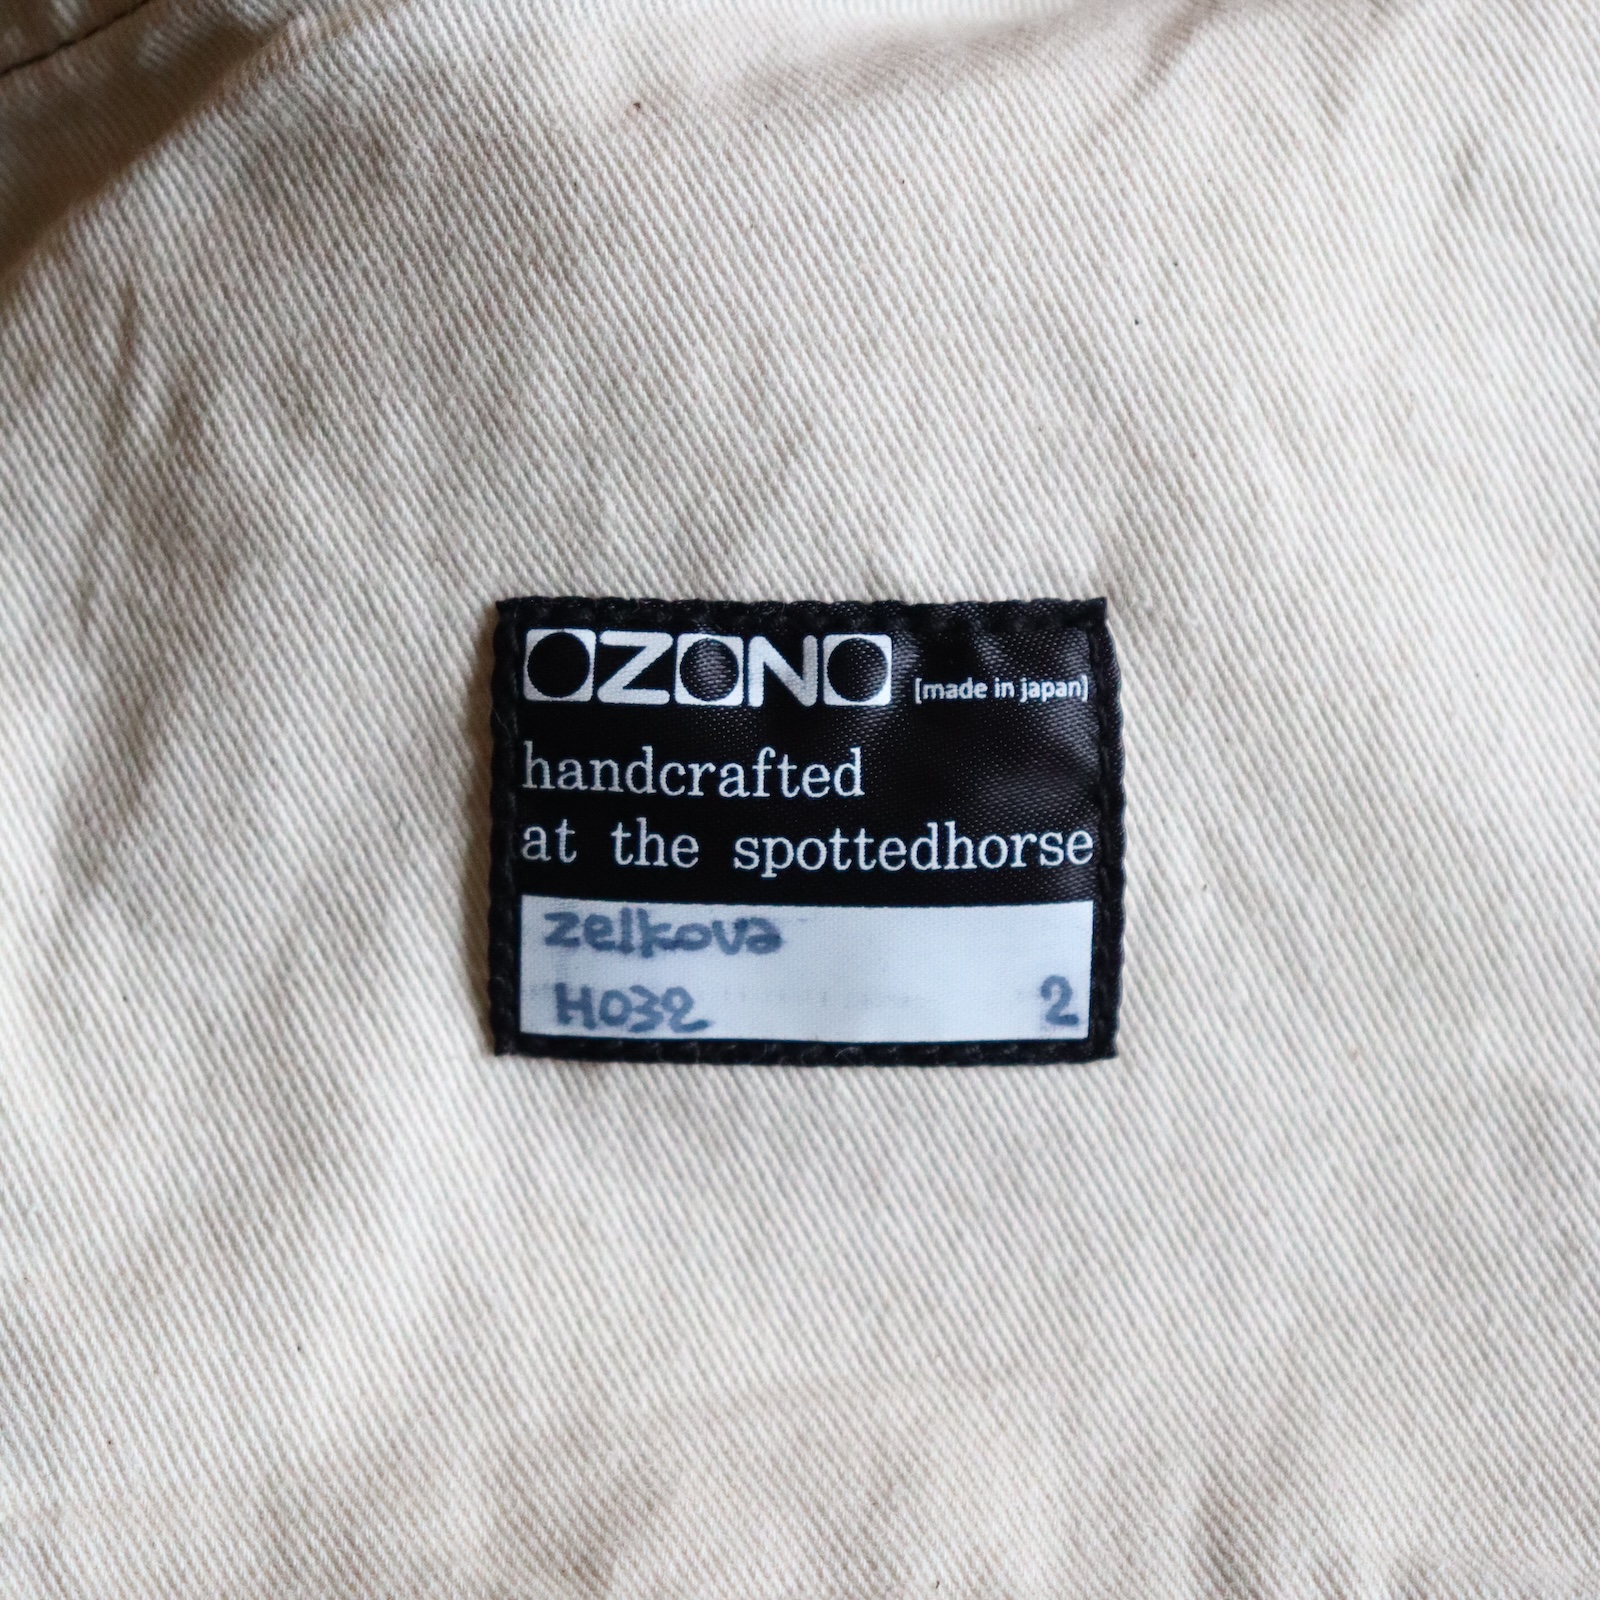 OZONO [made in japan]
handcrafted
at the spottedhorse
zelkova
H032 2